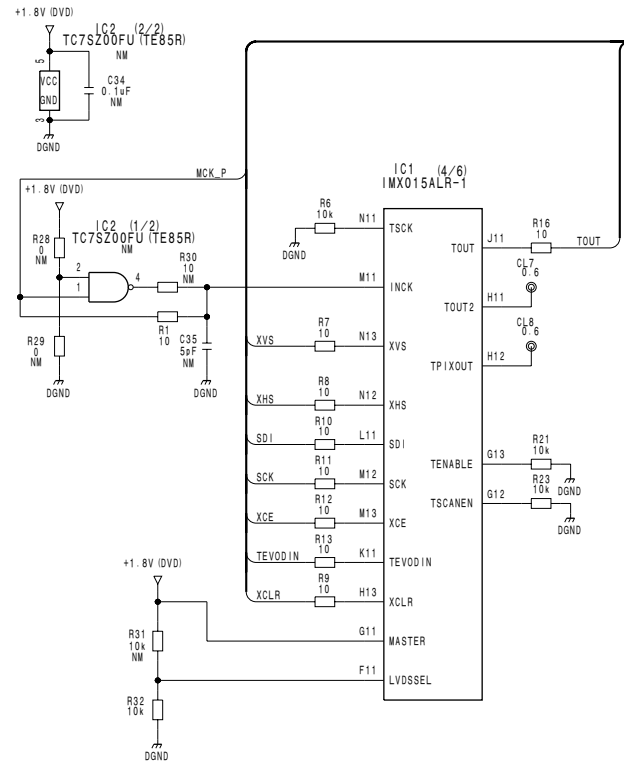 +1.8V (DVD)
IC2 (2/2)
TC7SZ00FU(TE85R)
NM
5
VCC
GND
3
C34
0.1uF
NM
DGND
MCK_P
+1.8V (DVD)
IC2 (1/2)
TC7SZ00FU(TE85R)
NM
R28
0
NM
2
1
4
R30
10
NM
R1
10
C35
5pF
NM
R29
0
NM
DGND
DGND
IC1 (4/6)
IMX015ALR-1
R6
10k
N11
TSCK
DGND
M11
INCK
XVS
R7
10
N13
XVS
XHS
R8
10
N12
XHS
SDI
R10
10
L11
SDI
SCK
R11
10
M12
SCK
XCE
R12
10
M13
XCE
TEVODIN
R13
10
K11
TEVODIN
XCLR
R9
10
H13
XCLR
G11
MASTER
F11
LVDSSEL
TOUT
J11
R16
10
TOUT
CL7
0.6
TOUT2
H11
CL8
0.6
TPIXOUT
H12
TENABLE
G13
R21
10k
DGND
TSCANEN
G12
R23
10k
DGND
+1.8V (DVD)
R31
10k
NM
R32
10k
DGND